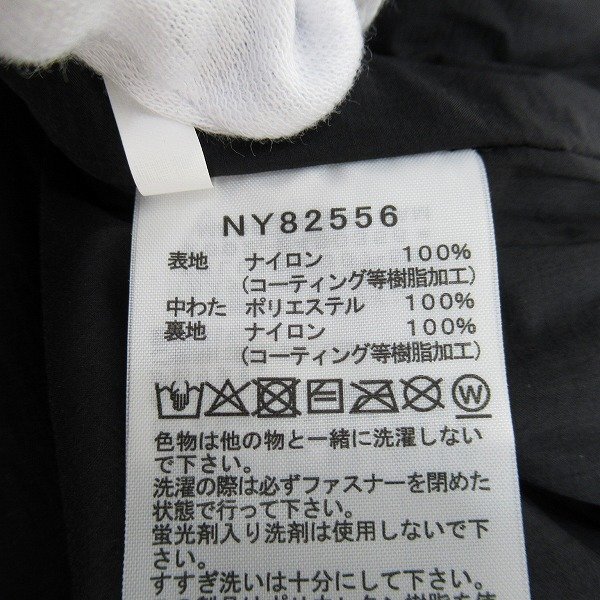 NY82556
表地 ナイロン 100%
(コーティング等樹脂加工)
中わた ポリエステル 100%
裏地 ナイロン 100%
(コーティング等樹脂加工)
W
色物は他の物と一緒に洗濯しない
で下さい。
洗濯の際は必ずファスナーを閉めた
状態で行って下さい。
蛍光剤入り洗剤は使用しないで下
さい。
すすぎ洗いは十分にして下さい。